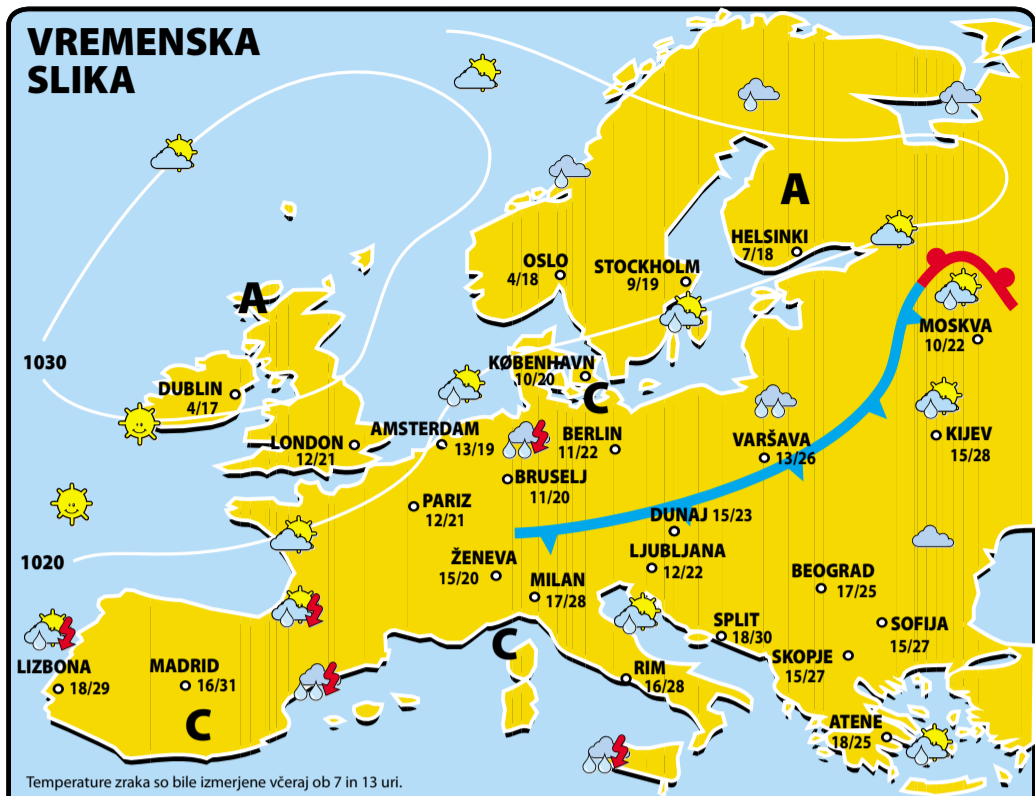 VREMENSKA
SLIKA
A
HELSINKI
7/18
OSLO
4/18
STOCKHOLM
9/19
A
MOSKVA
10/22
1030
KØBENHAVN
10/20
DUBLIN
4/17
C
AMSTERDAM
13/19
LONDON
12/21
BERLIN
11/22
VARŠAVA
13/26
KIJEV
15/28
BRUSELJ
11/20
PARIZ
12/21
DUNAJ 15/23
1020
ŽENEVA
15/20
LJUBLJANA
12/22
MILAN
17/28
BEOGRAD
17/25
SPLIT
18/30
SOFIJA
15/27
C
LIZBONA
18/29
MADRID
16/31
RIM
16/28
SKOPJE
15/27
C
ATENE
18/25
Temperature zraka so bile izmerjene včeraj ob 7 in 13 uri.